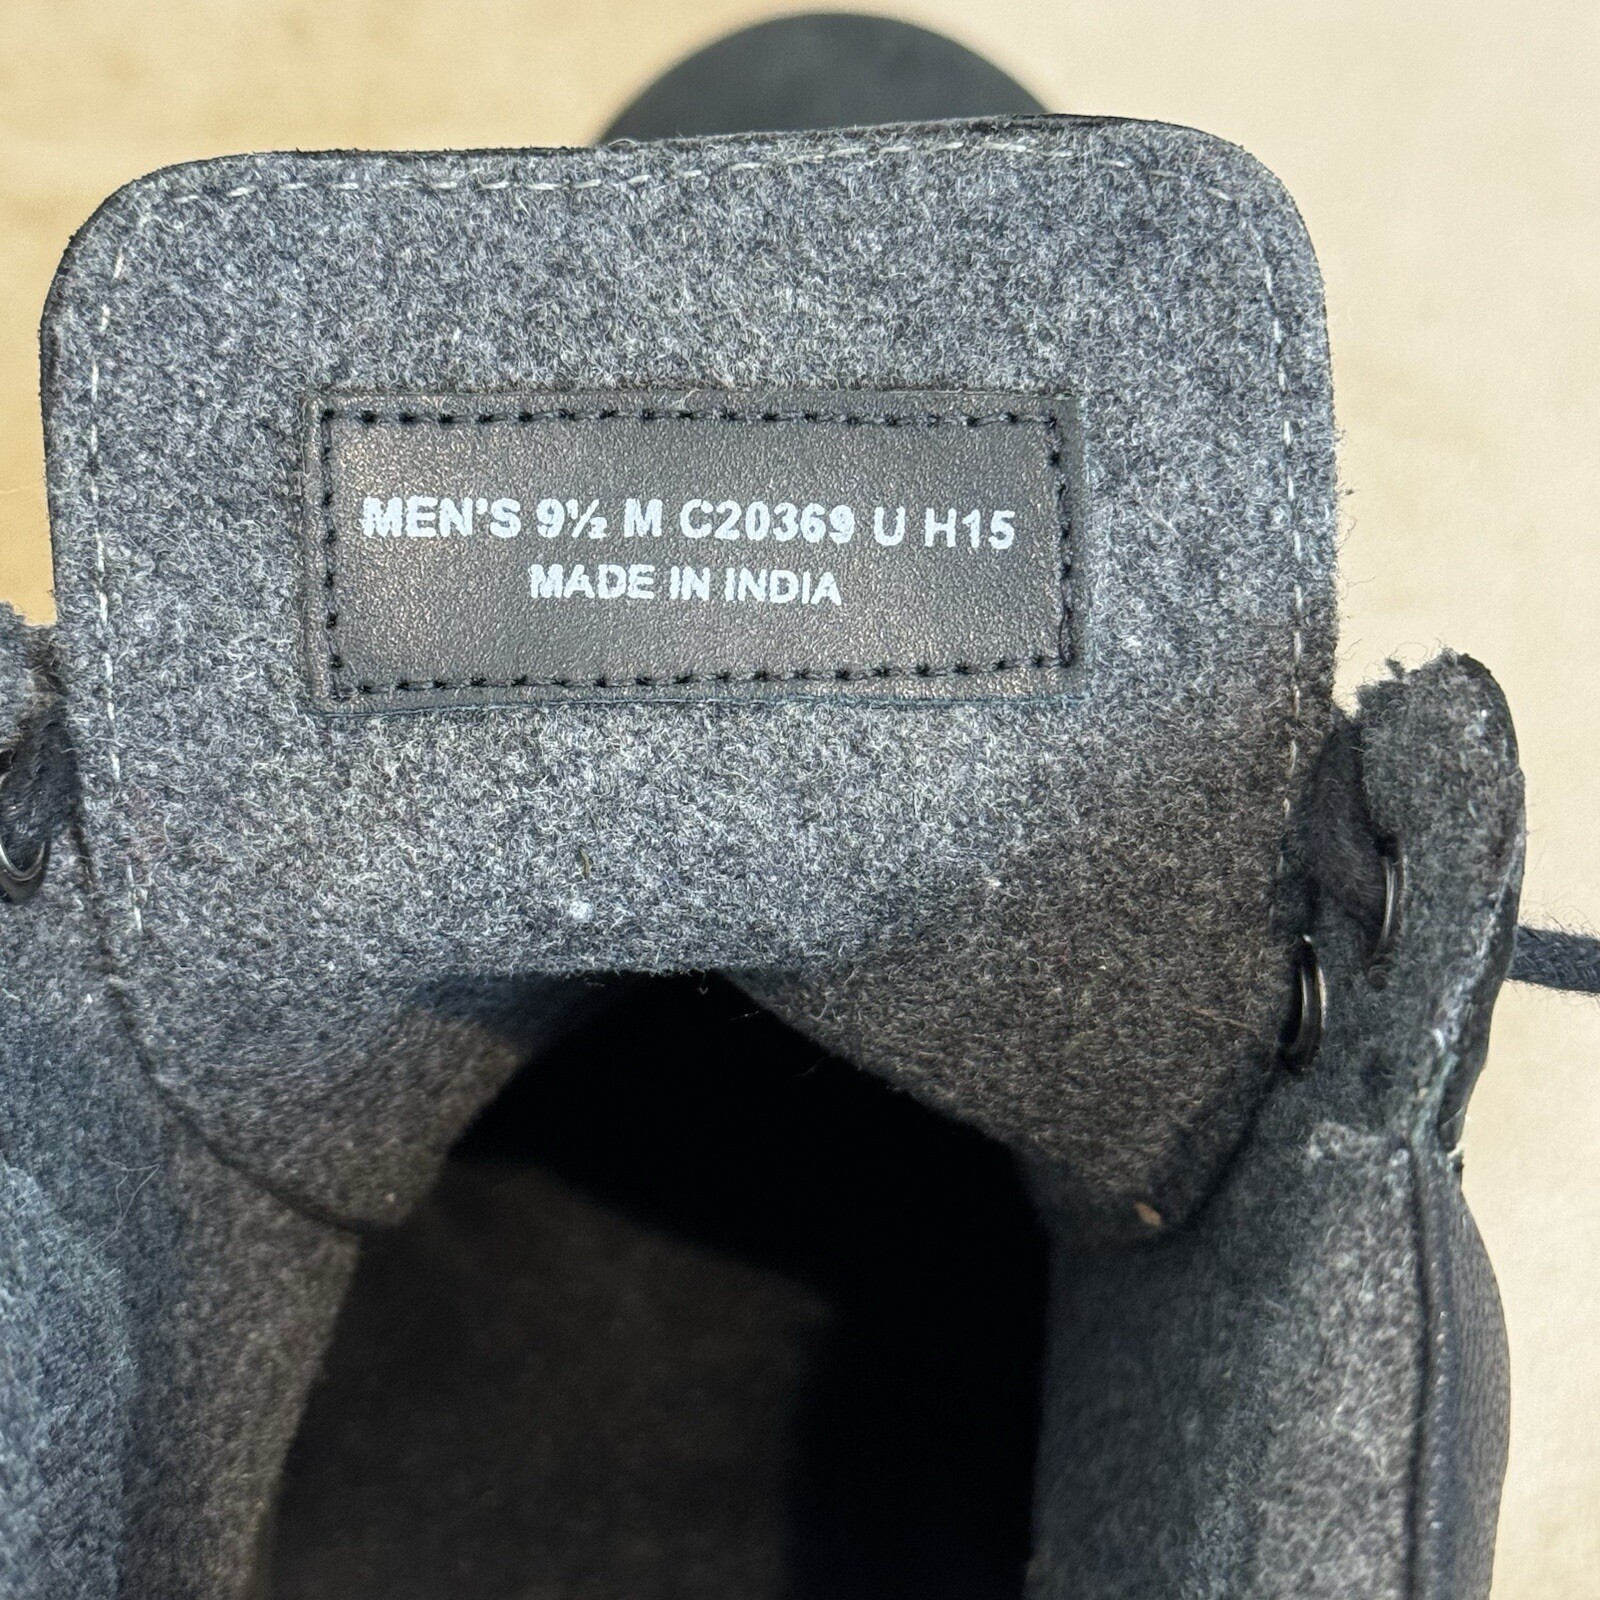 MEN'S 9½ M C20369 U H15
MADE IN INDIA